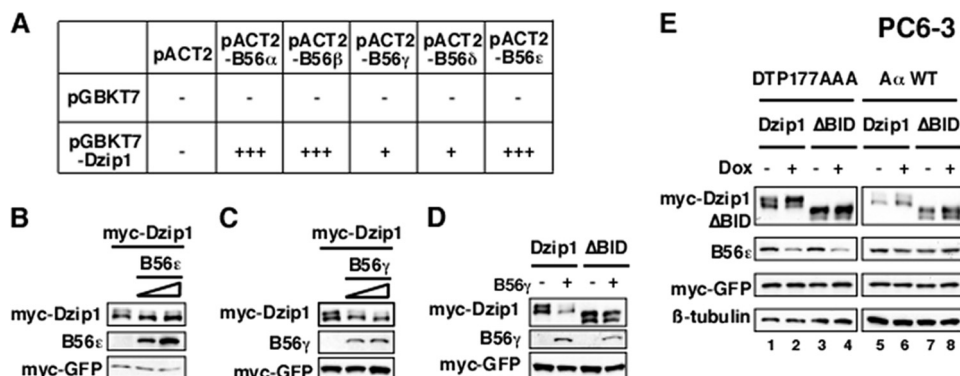 A
pACT2 pACT2-B56α pACT2-B56β pACT2-B56γ pACT2-B56δ pACT2-B56ε
pGBKT7 - - - - - -
pGBKT7-Dzip1 - +++ +++ + + +++
B
myc-Dzip1
B56ε
myc-Dzip1
B56ε
myc-GFP
C
myc-Dzip1
B56γ
myc-Dzip1
B56γ
myc-GFP
D
Dzip1 ΔBID
B56γ - + - +
myc-Dzip1
B56γ
myc-GFP
E
PC6-3
DTP177AAA Aα WT
Dzip1 ΔBID Dzip1 ΔBID
Dox - + - + - + - +
myc-Dzip1
ΔBID
B56ε
myc-GFP
ß-tubulin
1 2 3 4 5 6 7 8